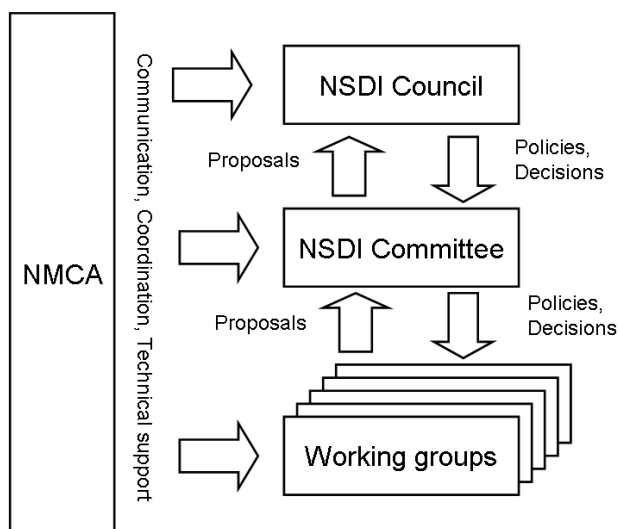 NMCA
Communication, Coordination, Technical support
NSDI Council
Proposals
Policies,
Decisions
NSDI Committee
Proposals
Policies,
Decisions
Working groups